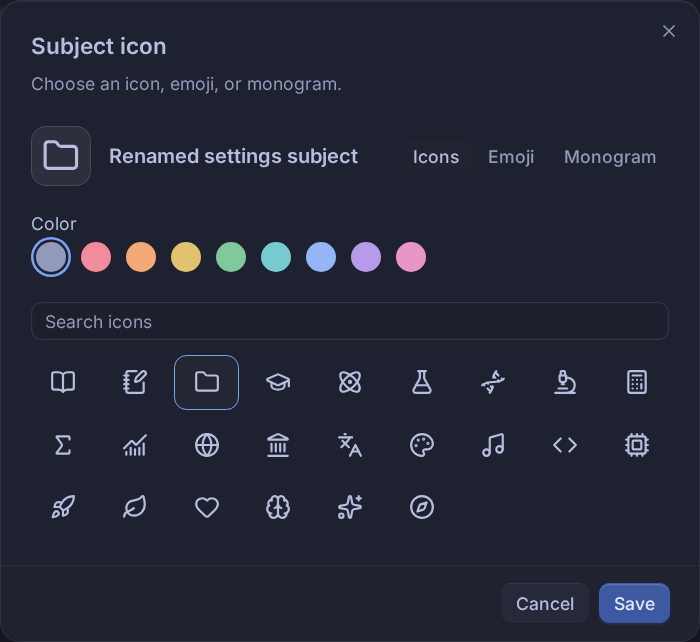 Subject icon
Choose an icon, emoji, or monogram.
Renamed settings subject
Icons Emoji Monogram
Color
Search icons
Cancel Save